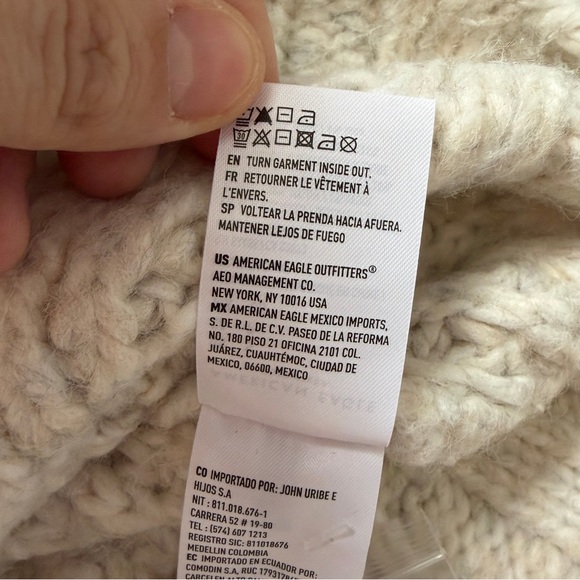 30
EN TURN GARMENT INSIDE OUT.
FR RETOURNER LE VÊTEMENT À
L'ENVERS.
SP VOLTEAR LA PRENDA HACIA AFUERA.
MANTENER LEJOS DE FUEGO
US AMERICAN EAGLE OUTFITTERS®
AEO MANAGEMENT CO.
NEW YORK, NY 10016 USA
MX AMERICAN EAGLE MEXICO IMPORTS,
S. DE R.L. DE C.V. PASEO DE LA REFORMA
NO. 180 PISO 21 OFICINA 2101 COL.
JUÁREZ, CUAUHTÉMOC, CIUDAD DE
MEXICO, 06600, MEXICO
CO IMPORTADO POR: JOHN URIBE E
HIJOS S.A
NIT : 811.018.676-1
CARRERA 52 # 19-80
TEL : (574) 607 1213
REGISTRO SIC: 811018676
MEDELLIN COLOMBIA
EC IMPORTADO EN ECUADOR POR:
COMODIN S.A. RUC